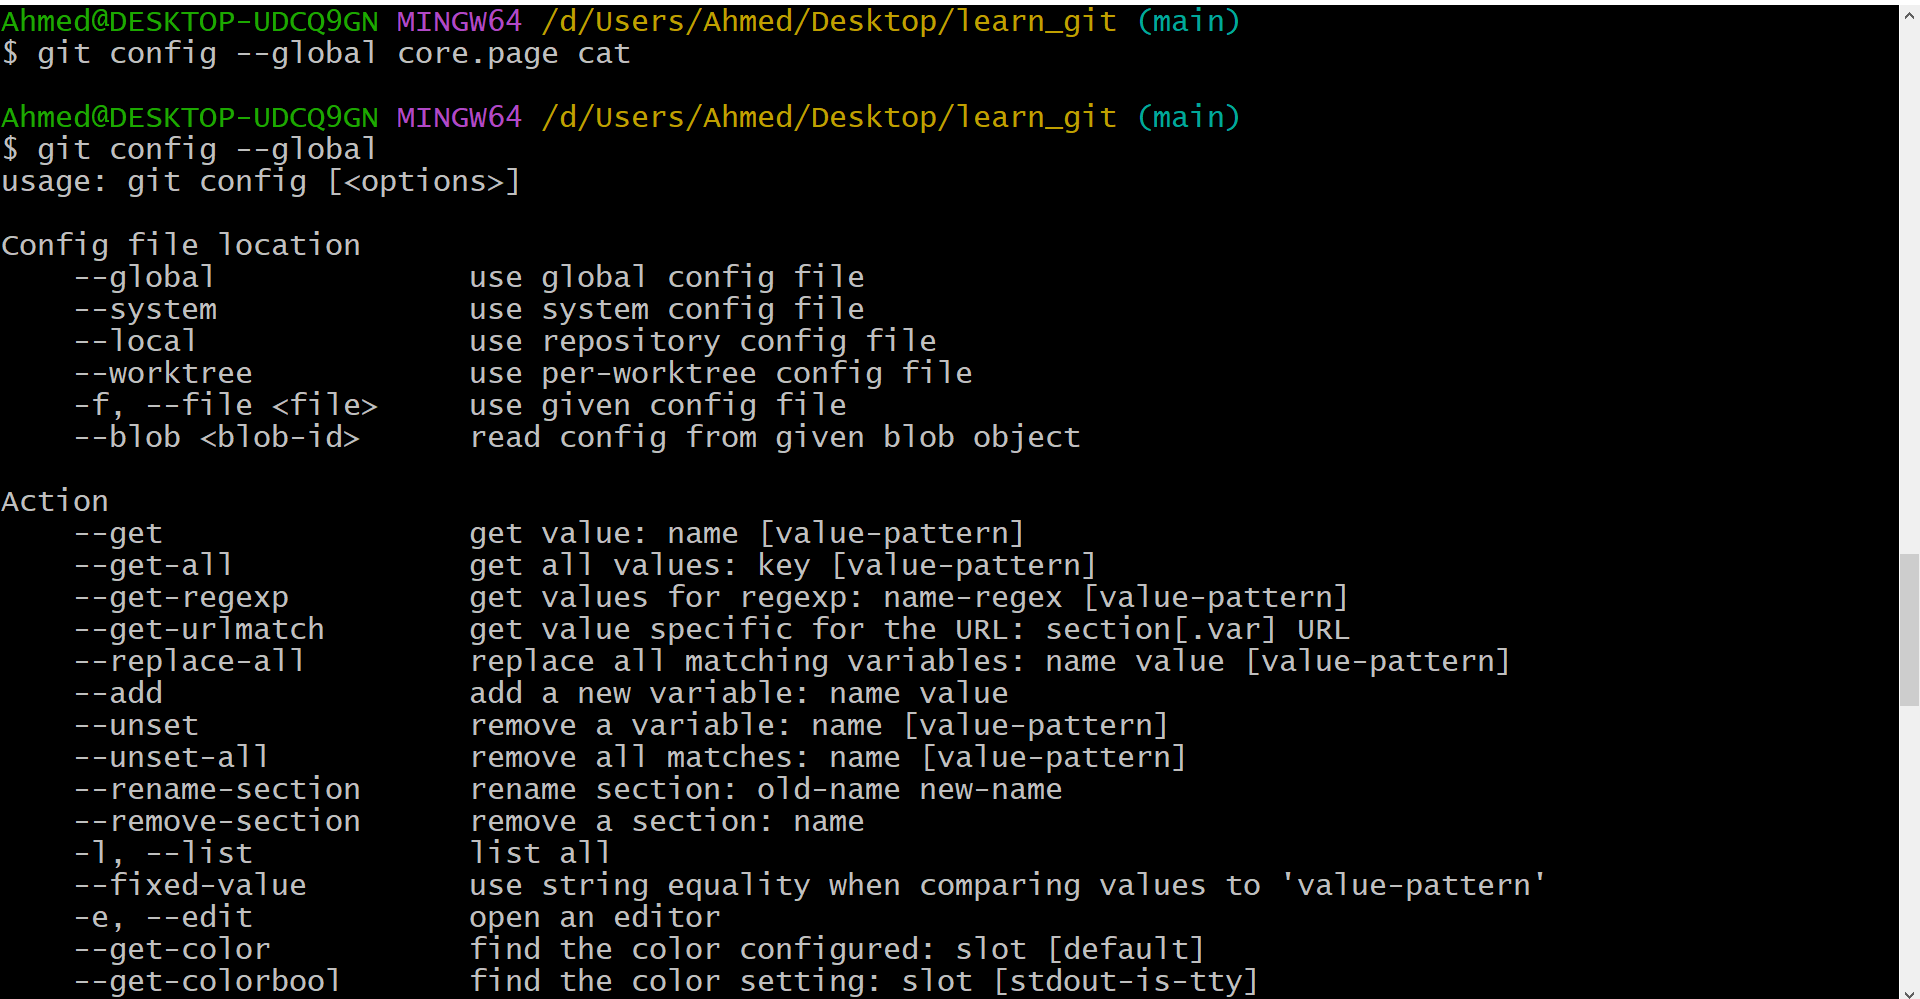 Ahmed@DESKTOP-UDCQ9GN MINGW64 /d/Users/Ahmed/Desktop/learn_git (main)
$ git config --global core.page cat

Ahmed@DESKTOP-UDCQ9GN MINGW64 /d/Users/Ahmed/Desktop/learn_git (main)
$ git config --global
usage: git config [<options>]

Config file location
    --global              use global config file
    --system              use system config file
    --local               use repository config file
    --worktree            use per-worktree config file
    -f, --file <file>     use given config file
    --blob <blob-id>      read config from given blob object

Action
    --get                 get value: name [value-pattern]
    --get-all             get all values: key [value-pattern]
    --get-regexp          get values for regexp: name-regex [value-pattern]
    --get-urlmatch        get value specific for the URL: section[.var] URL
    --replace-all         replace all matching variables: name value [value-pattern]
    --add                 add a new variable: name value
    --unset               remove a variable: name [value-pattern]
    --unset-all           remove all matches: name [value-pattern]
    --rename-section      rename section: old-name new-name
    --remove-section      remove a section: name
    -l, --list            list all
    --fixed-value         use string equality when comparing values to 'value-pattern'
    -e, --edit            open an editor
    --get-color           find the color configured: slot [default]
    --get-colorbool       find the color setting: slot [stdout-is-tty]